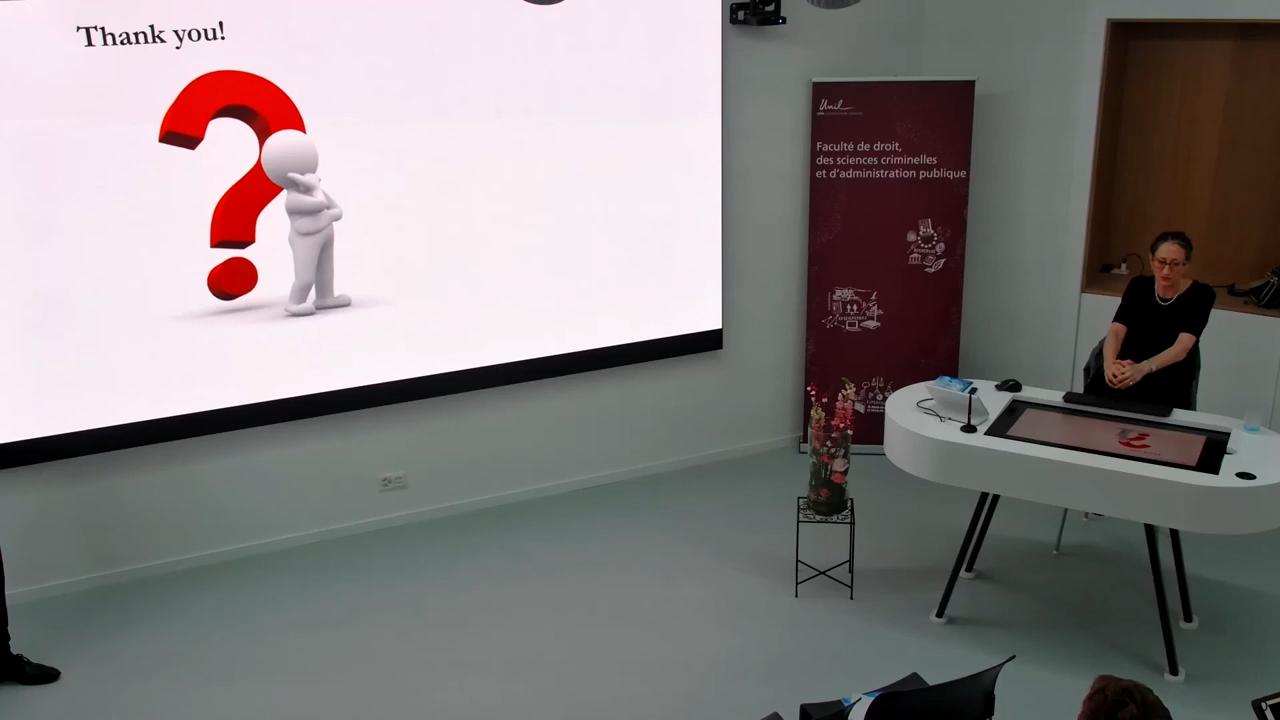 Thank you!
Unil
Faculté de droit,
des sciences criminelles
et d'administration publique